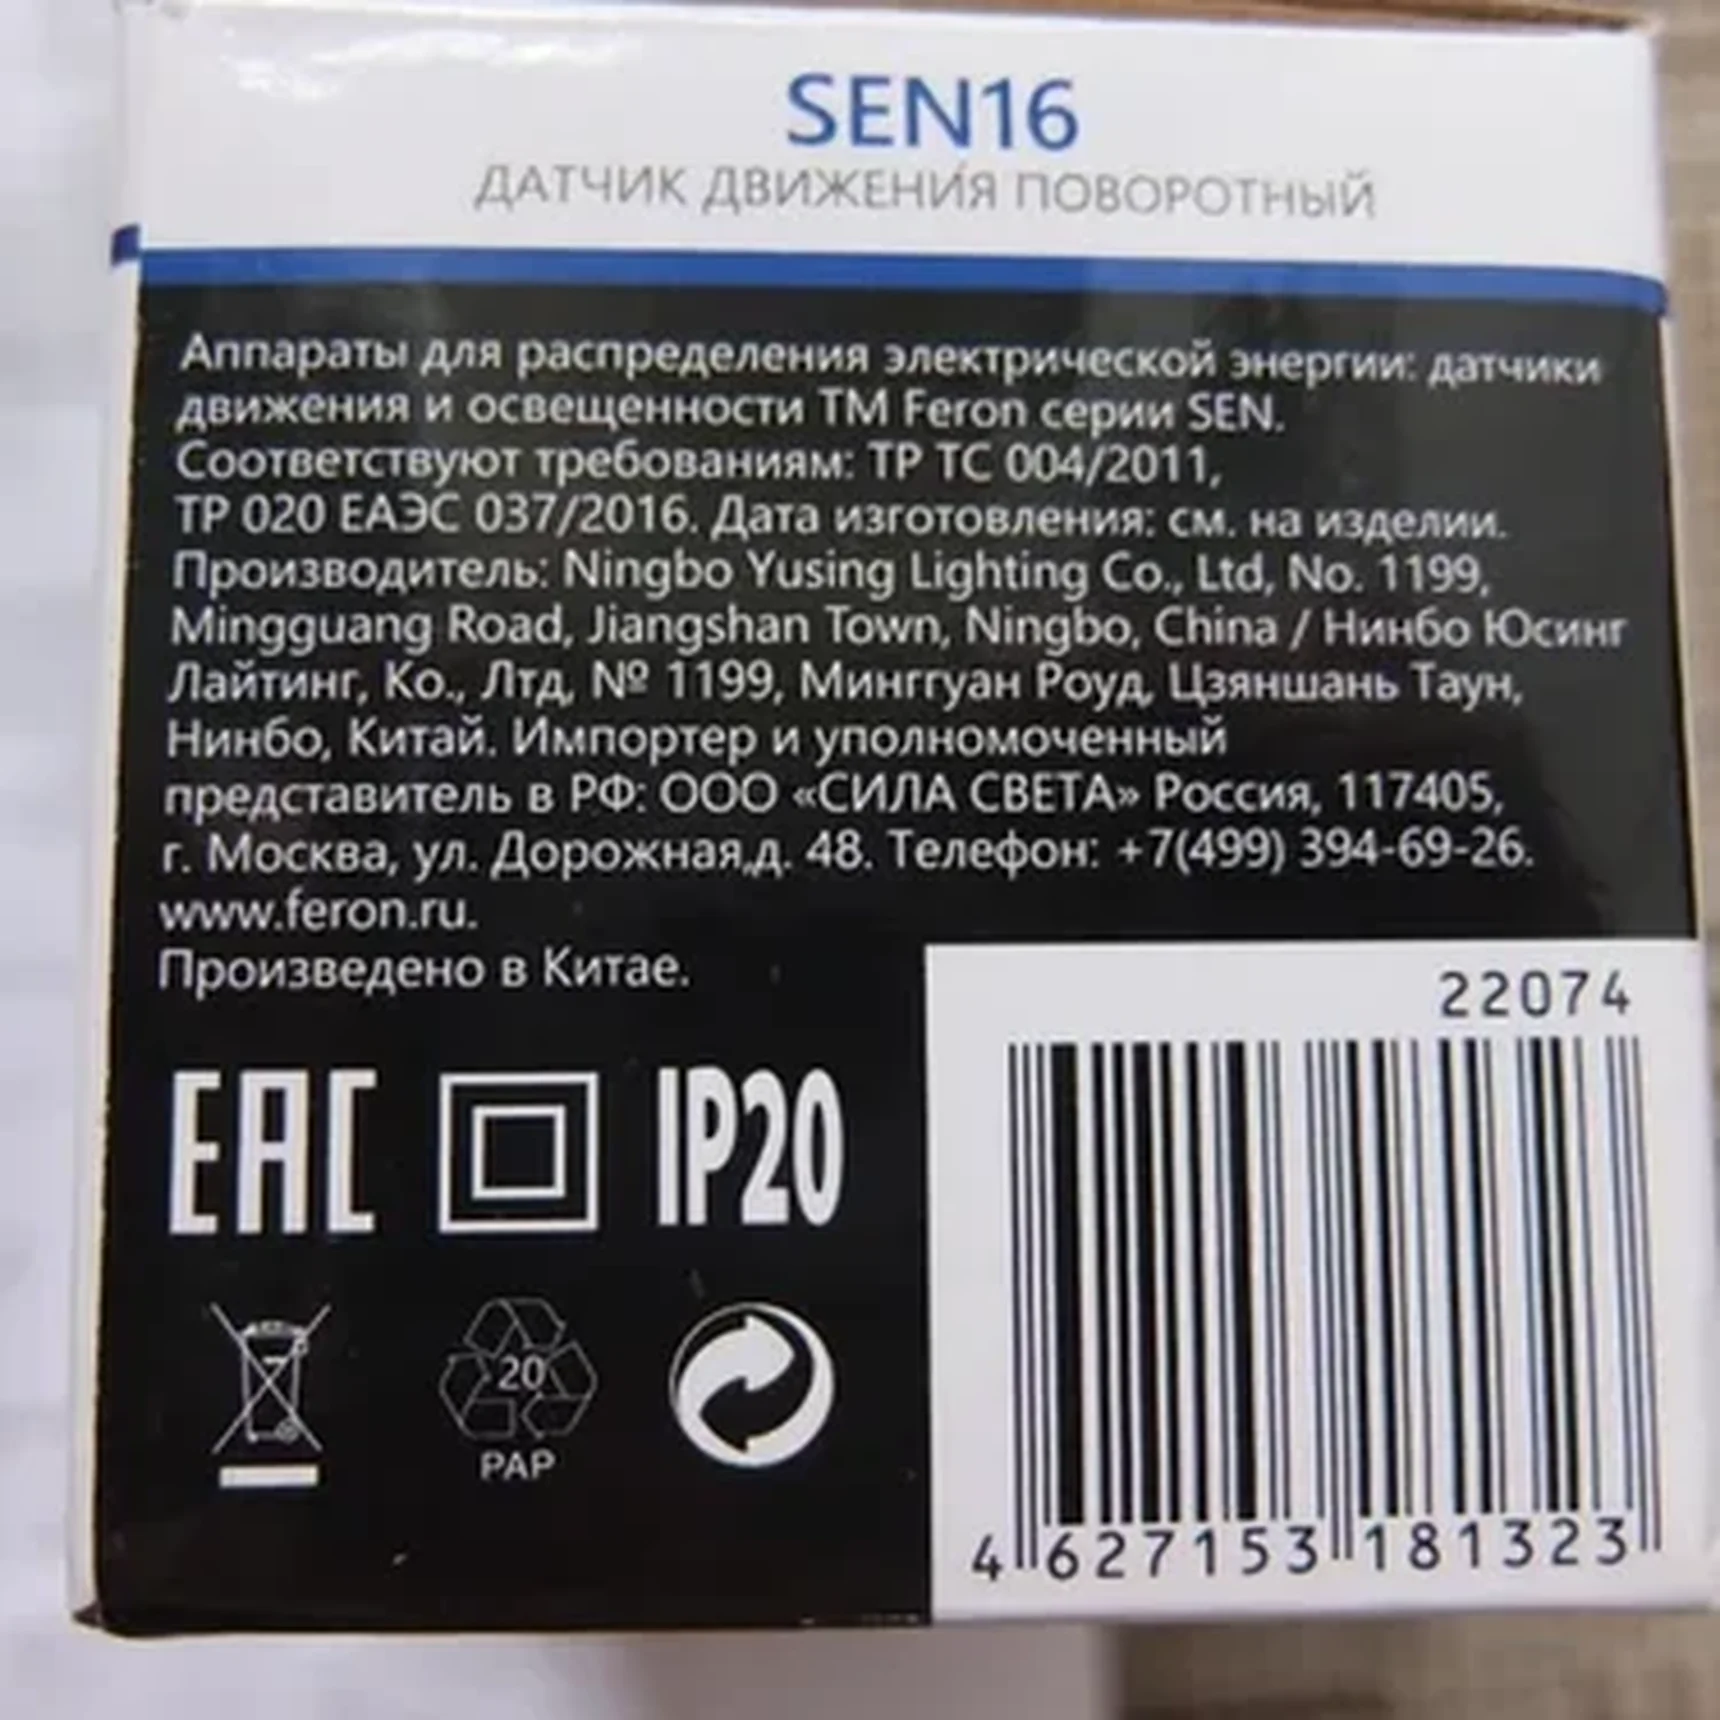 SEN16
ДАТЧИК ДВИЖЕНИЯ ПОВОРОТНЫЙ
Аппараты для распределения электрической энергии: датчики
движения и освещенности ТМ Feron серии SEN.
Соответствуют требованиям: ТР ТС 004/2011,
ТР 020 ЕАЭС 037/2016. Дата изготовления: см. на изделии.
Производитель: Ningbo Yusing Lighting Co., Ltd, No. 1199,
Mingguang Road, Jiangshan Town, Ningbo, China / Нинбо Юсинг
Лайтинг, Ко., Лтд, № 1199, Минггуан Роуд, Цзяншань Таун,
Нинбо, Китай. Импортер и уполномоченный
представитель в РФ: ООО «СИЛА СВЕТА» Россия, 117405,
г. Москва, ул. Дорожная,д. 48. Телефон: +7(499) 394-69-26.
www.feron.ru.
Произведено в Китае.
22074
EAC IP20
20
PAP
4 627153 181323